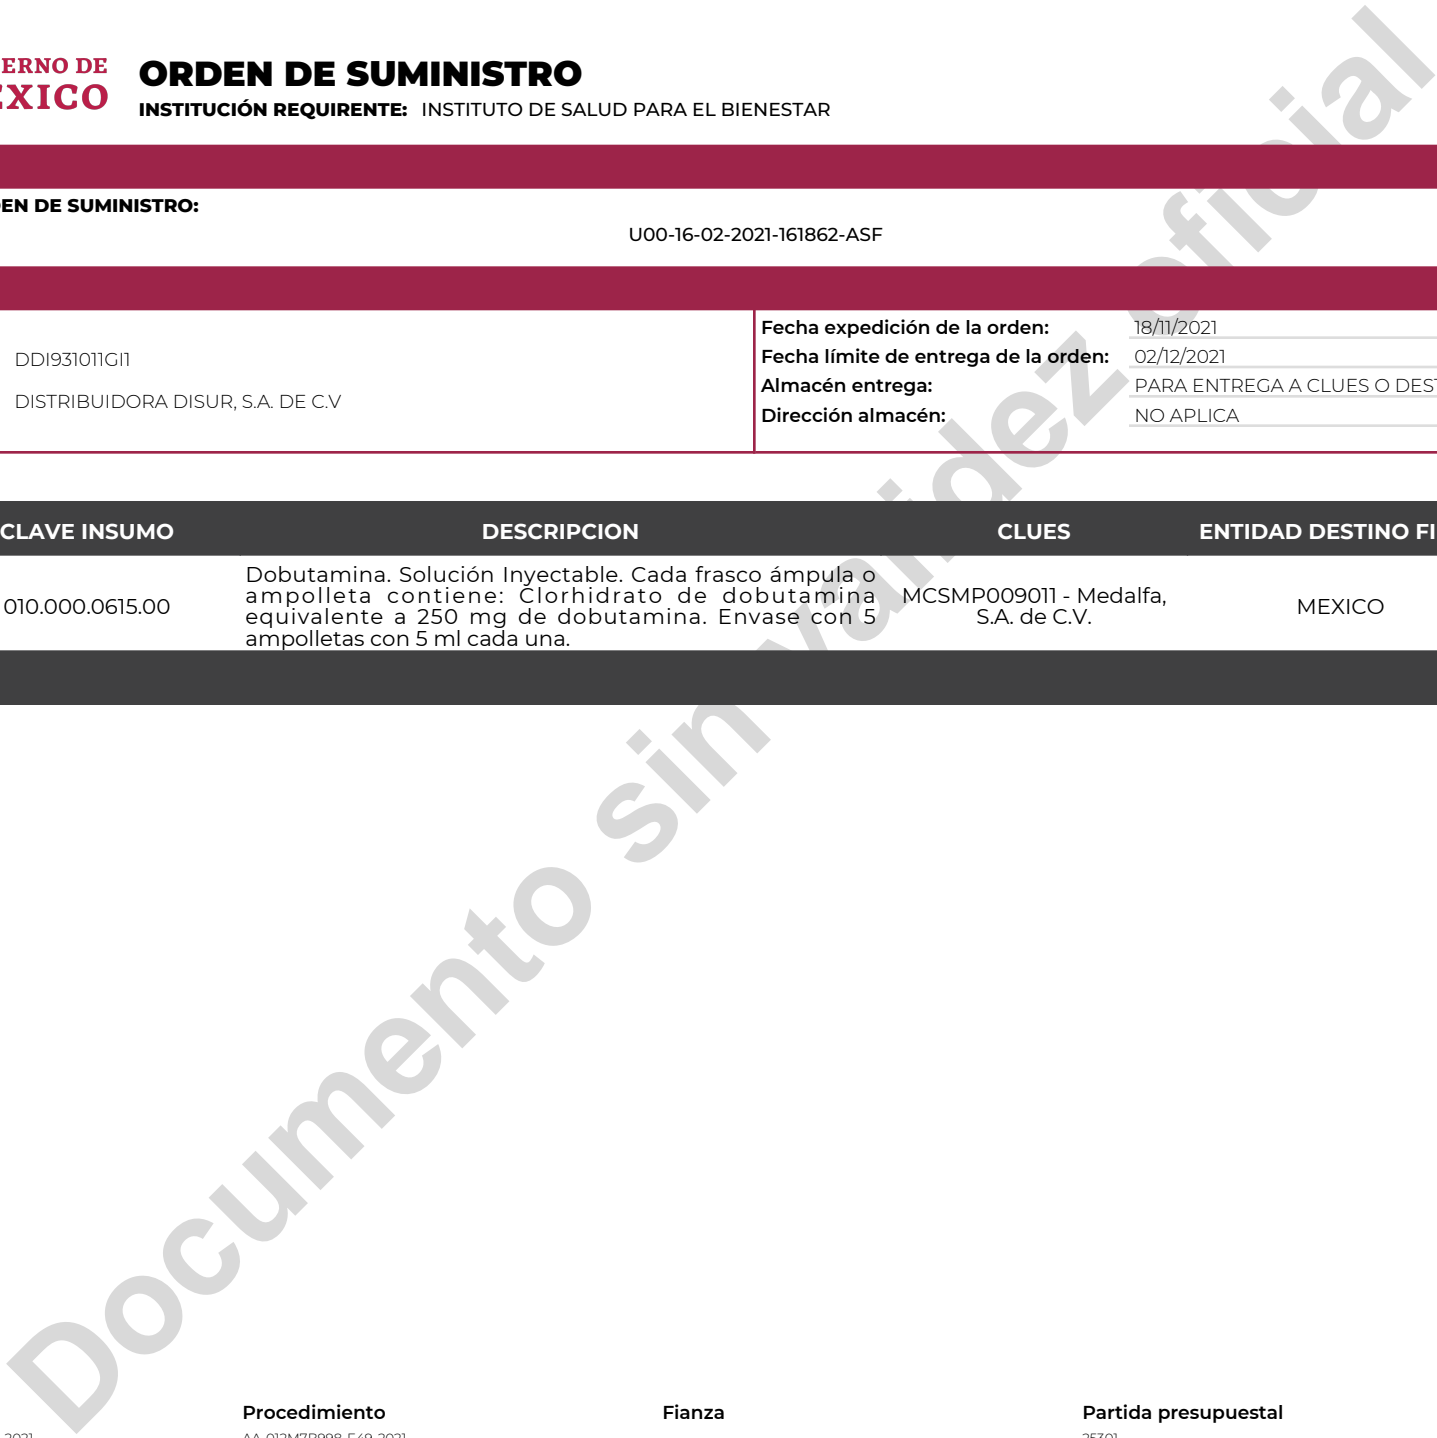 ERNO DE
EXICO
ORDEN DE SUMINISTRO
INSTITUCIÓN REQUIRENTE: INSTITUTO DE SALUD PARA EL BIENESTAR
EN DE SUMINISTRO:
U00-16-02-2021-161862-ASF
DDI931011GI1
DISTRIBUIDORA DISUR, S.A. DE C.V
Fecha expedición de la orden: 18/11/2021
Fecha límite de entrega de la orden: 02/12/2021
Almacén entrega: PARA ENTREGA A CLUES O DEST
Dirección almacén: NO APLICA
CLAVE INSUMO DESCRIPCION CLUES ENTIDAD DESTINO FI
010.000.0615.00
Dobutamina. Solución Inyectable. Cada frasco ámpula o
ampolleta contiene: Clorhidrato de dobutamina
equivalente a 250 mg de dobutamina. Envase con 5
ampolletas con 5 ml cada una.
MCSMP009011 - Medalfa,
S.A. de C.V.
MEXICO
Documento sin validez oficial
Procedimiento Fianza Partida presupuestal